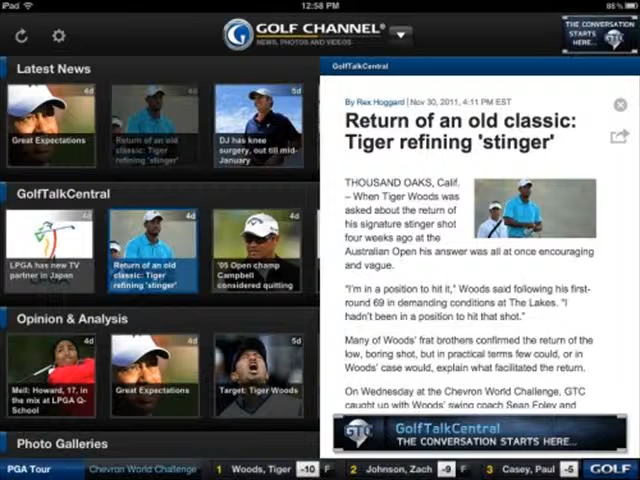 iPad
12:58 PM
86%
GOLF CHANNEL®
NEWS, PHOTOS AND VIDEOS
THE CONVERSATION
STARTS
HERE...
GTC
Latest News
4d
Great Expectations
4d
Return of an old
classic: Tiger
refining 'stinger'
5d
DJ has knee
surgery, out till mid-
January
GolfTalkCentral
4d
LPGA has new TV
partner in Japan
4d
Return of an old
classic: Tiger
refining 'stinger'
4d
'05 Open champ
Campbell
considered quitting
Opinion & Analysis
4d
Mell: Howard, 17, in
the mix at LPGA Q-
School
4d
Great Expectations
5d
Target: Tiger Woods
Photo Galleries
GolfTalkCentral
By Rex Hoggard | Nov 30, 2011, 4:11 PM EST
Return of an old classic:
Tiger refining 'stinger'
THOUSAND OAKS, Calif.
– When Tiger Woods was
asked about the return of
his signature stinger shot
four weeks ago at the
Australian Open his answer was all at once encouraging
and vague.
"I'm in a position to hit it," Woods said following his first-
round 69 in demanding conditions at The Lakes. "I
hadn't been in a position to hit that shot."
Many of Woods' frat brothers confirmed the return of the
low, boring shot, but in practical terms few could, or in
Woods' case would, explain what facilitated the return.
On Wednesday at the Chevron World Challenge, GTC
caught up with Woods' swing coach Sean Foley and
GTC
GolfTalkCentral
THE CONVERSATION STARTS HERE...
PGA Tour Chevron World Challenge 1 Woods, Tiger -10 F 2 Johnson, Zach -9 F 3 Casey, Paul -5 GOLF